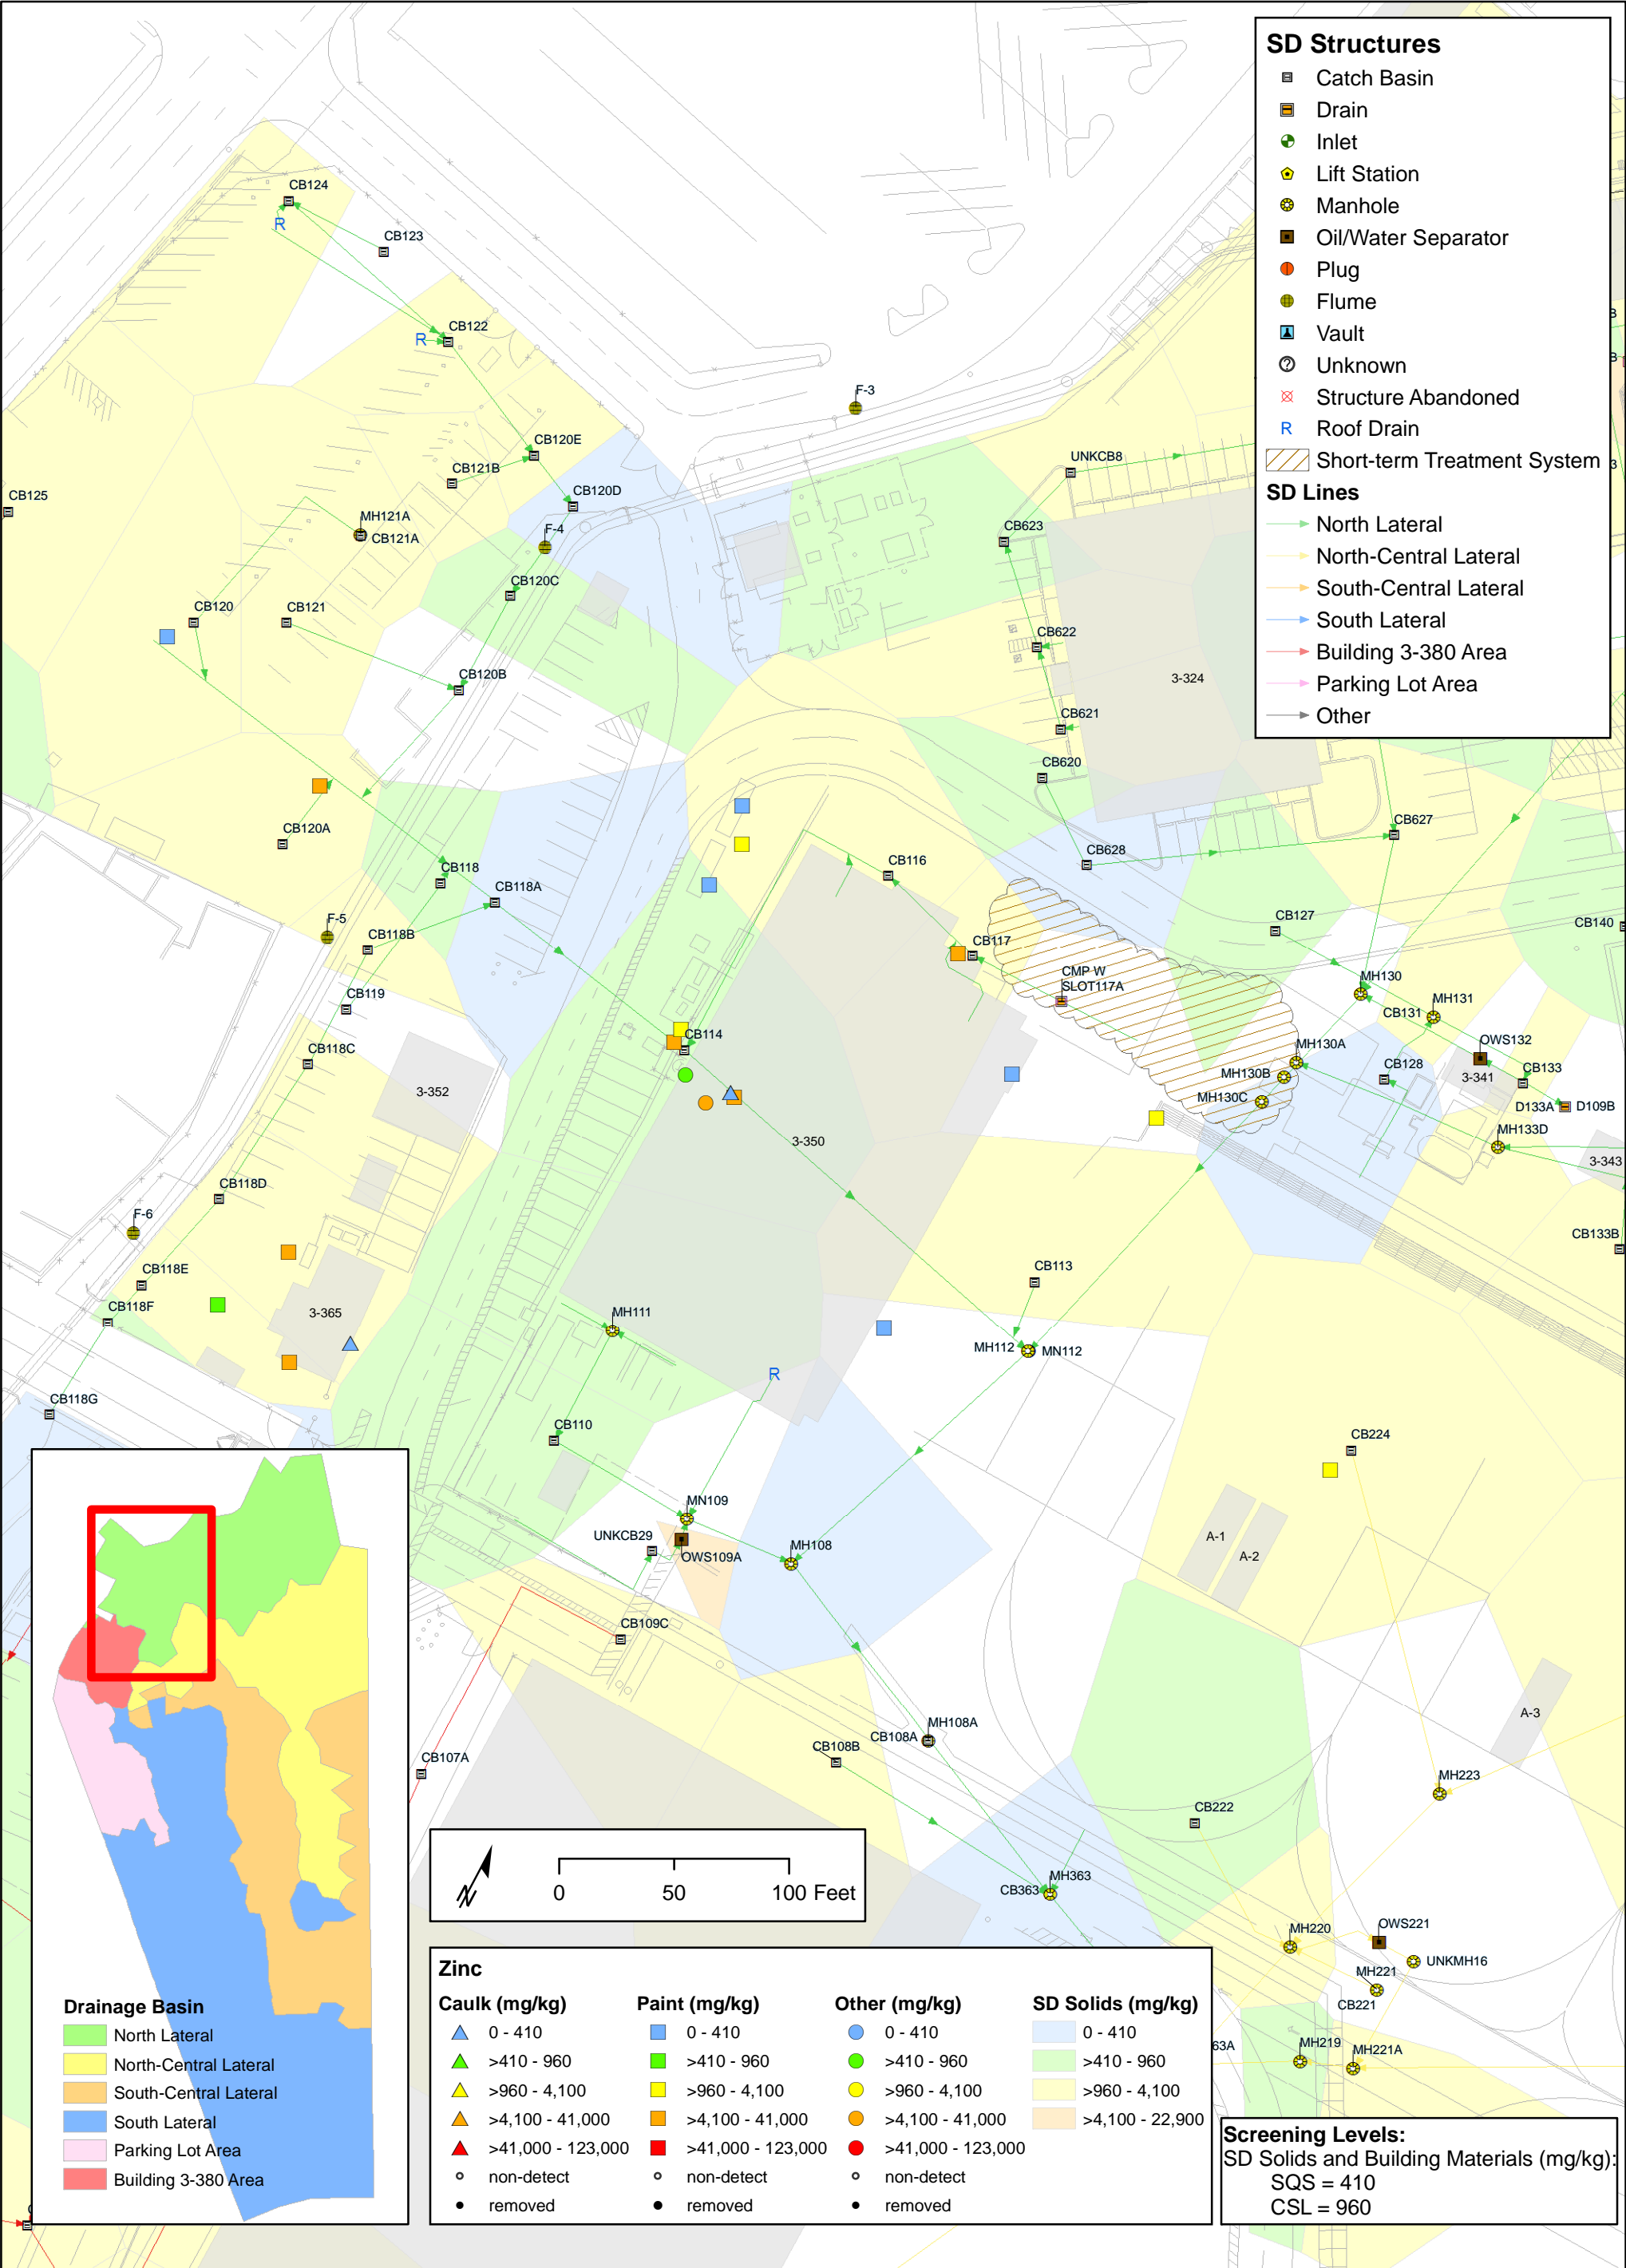 SD Structures
Catch Basin
Drain
Inlet
Lift Station
Manhole
Oil/Water Separator
Plug
Flume
Vault
Unknown
Structure Abandoned
R Roof Drain
Short-term Treatment System
SD Lines
North Lateral
North-Central Lateral
South-Central Lateral
South Lateral
Building 3-380 Area
Parking Lot Area
Other
CB124
R
CB123
CB122
R
F-3
CB120E
CB121B
UNKCB8
CB125
CB120D
MH121A
CB121A
F-4
CB623
CB120C
CB120
CB121
CB622
CB120B
3-324
CB621
CB620
CB120A
CB627
CB118
CB116
CB628
CB118A
F-5
CB118B
CB127
CB140
CB117
CMP W
SLOT117A
MH130
CB119
MH131
CB131
CB114
CB118C
MH130A
OWS132
CB128
MH130B
3-341
CB133
3-352
MH130C
D133A
D109B
3-350
MH133D
3-343
CB118D
F-6
CB133B
CB118E
CB113
CB118F
3-365
MH111
MH112
MN112
R
CB118G
CB110
CB224
MN109
UNKCB29
OWS109A
MH108
A-1
A-2
CB109C
A-3
MH108A
CB108A
CB108B
CB107A
MH223
CB222
MH363
CB363
MH220
OWS221
UNKMH16
MH221
CB221
MH219
MH221A
63A
N
0 50 100 Feet
Drainage Basin
North Lateral
North-Central Lateral
South-Central Lateral
South Lateral
Parking Lot Area
Building 3-380 Area
Zinc
Caulk (mg/kg) Paint (mg/kg) Other (mg/kg) SD Solids (mg/kg)
0 - 410 0 - 410 0 - 410 0 - 410
>410 - 960 >410 - 960 >410 - 960 >410 - 960
>960 - 4,100 >960 - 4,100 >960 - 4,100 >960 - 4,100
>4,100 - 41,000 >4,100 - 41,000 >4,100 - 41,000 >4,100 - 22,900
>41,000 - 123,000 >41,000 - 123,000 >41,000 - 123,000
non-detect non-detect non-detect
removed removed removed
Screening Levels:
SD Solids and Building Materials (mg/kg):
SQS = 410
CSL = 960